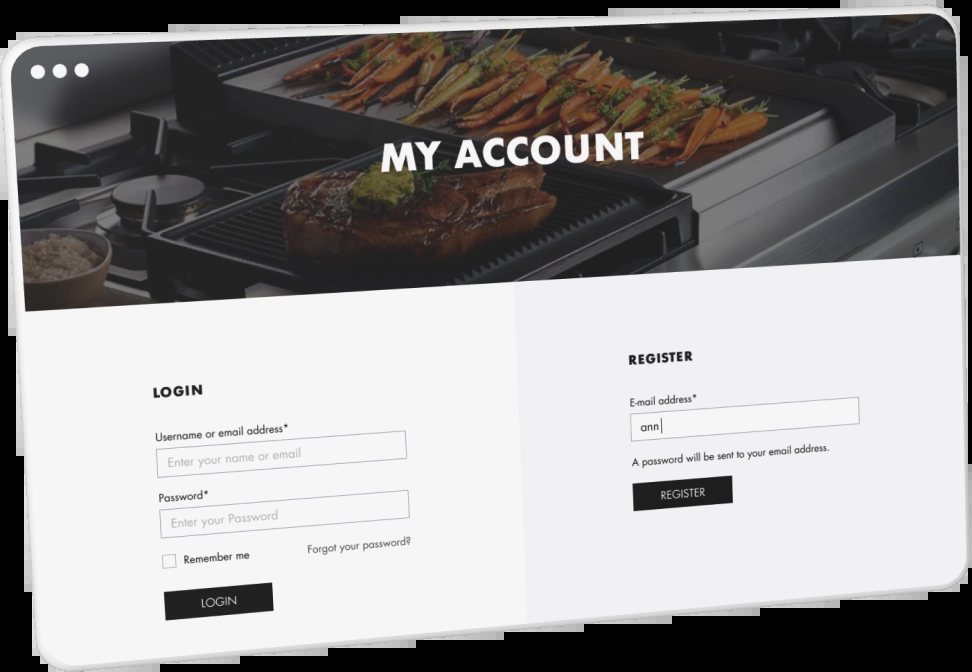 MY ACCOUNT
LOGIN
Username or email address*
Enter your name or email
Password*
Enter your Password
Remember me
Forgot your password?
LOGIN
REGISTER
E-mail address*
ann
A password will be sent to your email address.
REGISTER